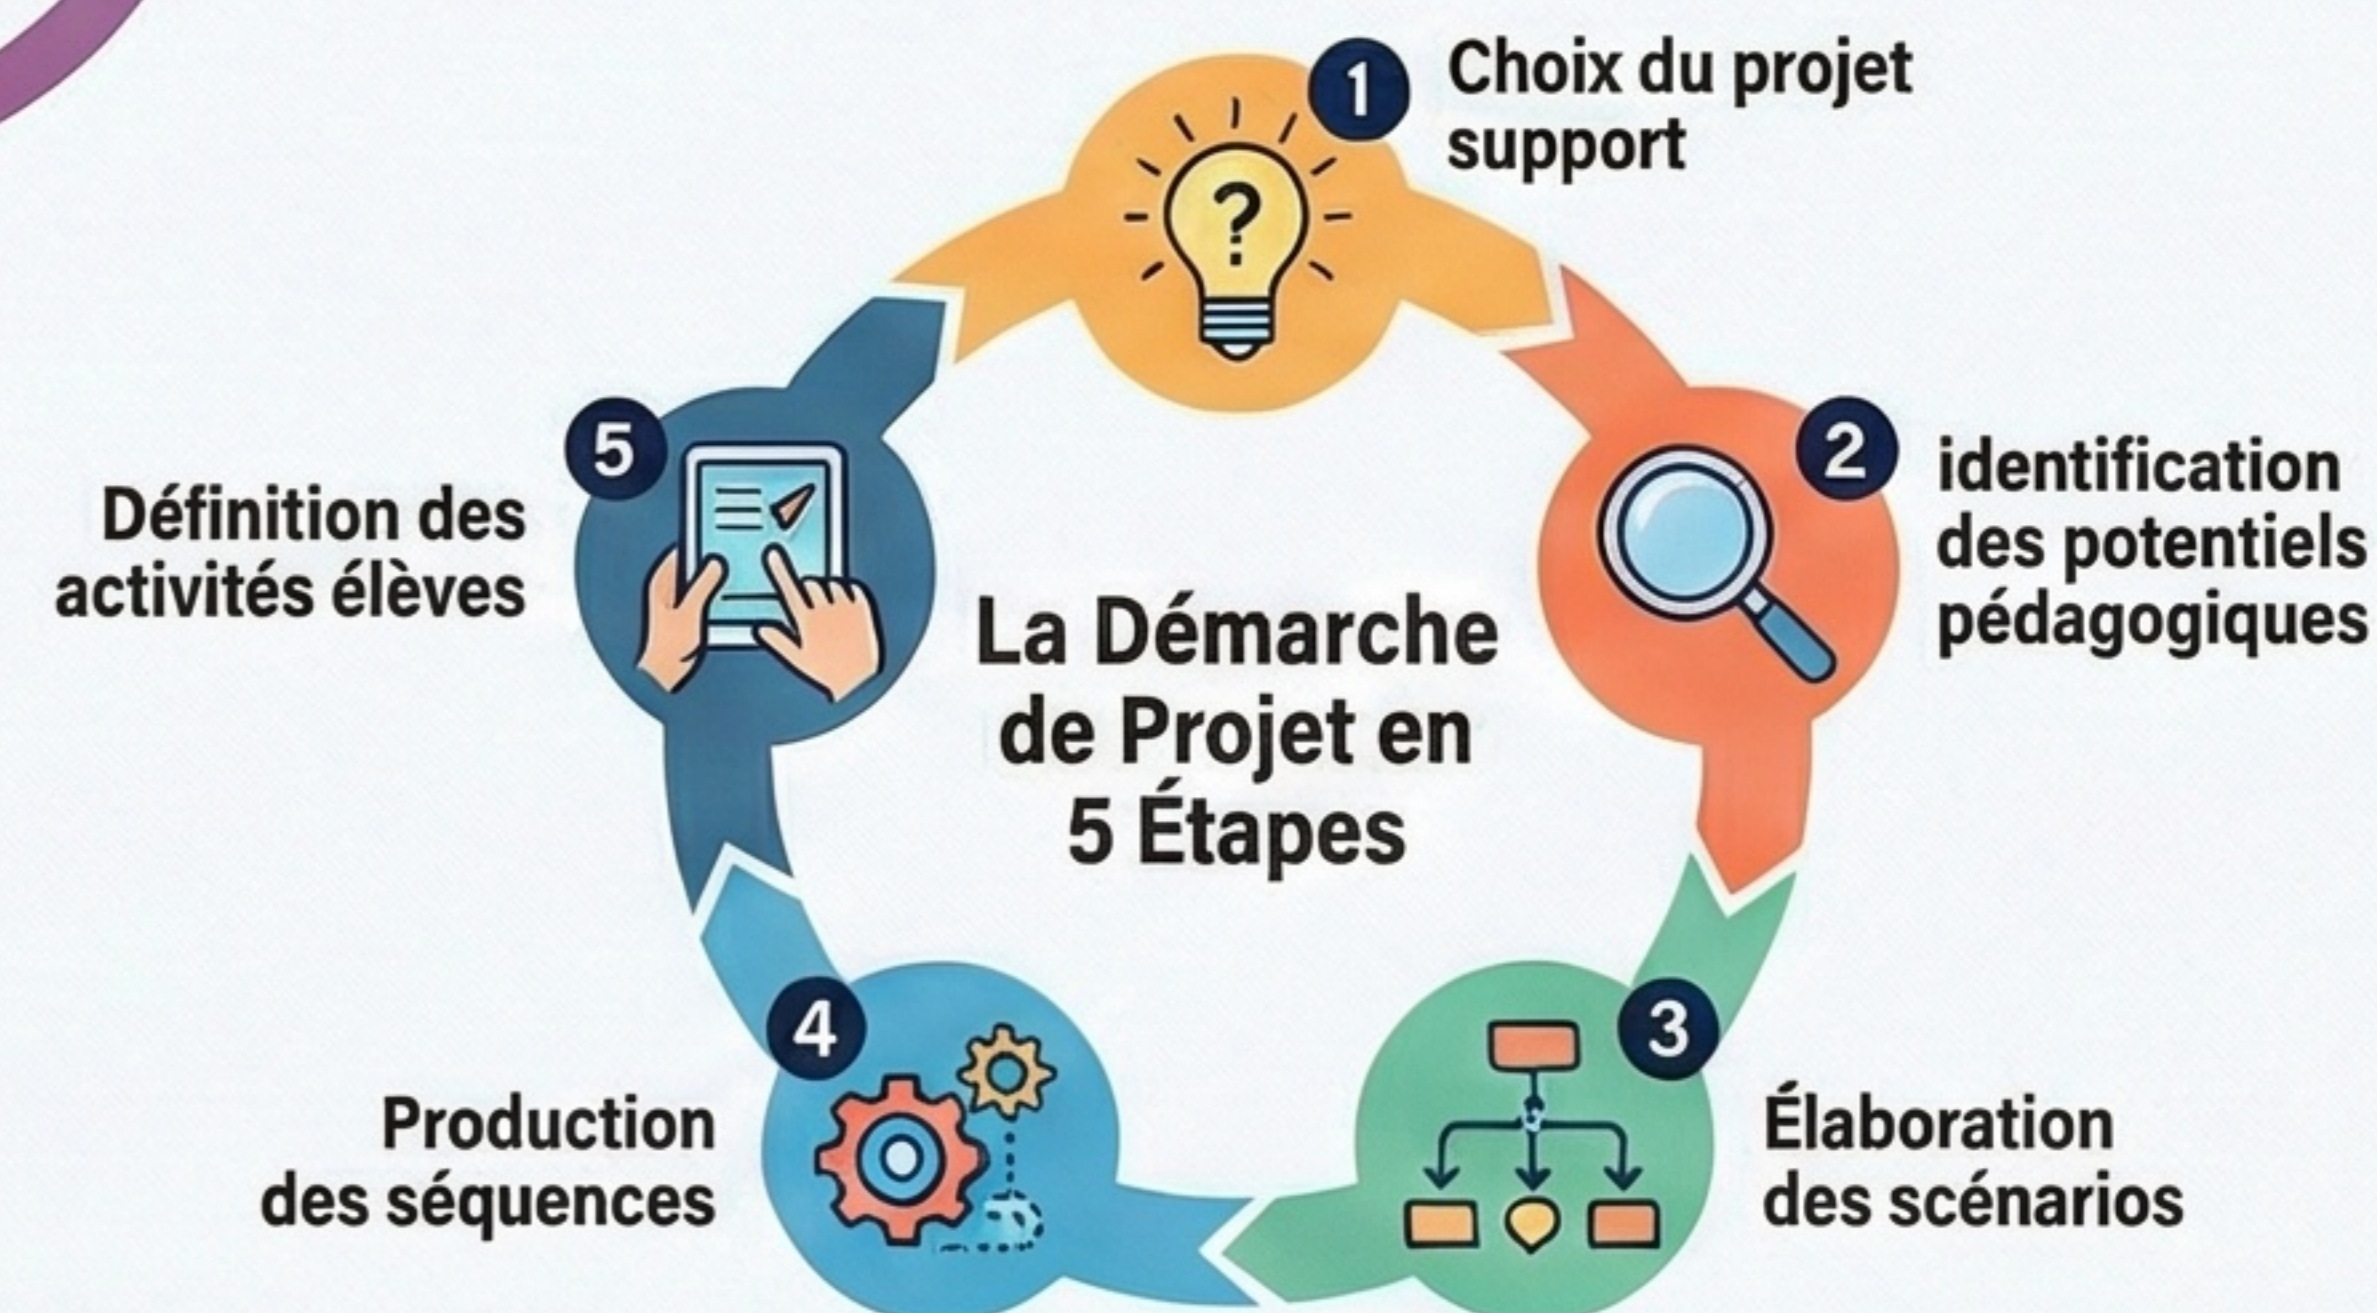 1
Choix du projet
support
2
identification
des potentiels
pédagogiques
3
Élaboration
des scénarios
4
Production
des séquences
5
Définition des
activités élèves
La Démarche
de Projet en
5 Étapes
?